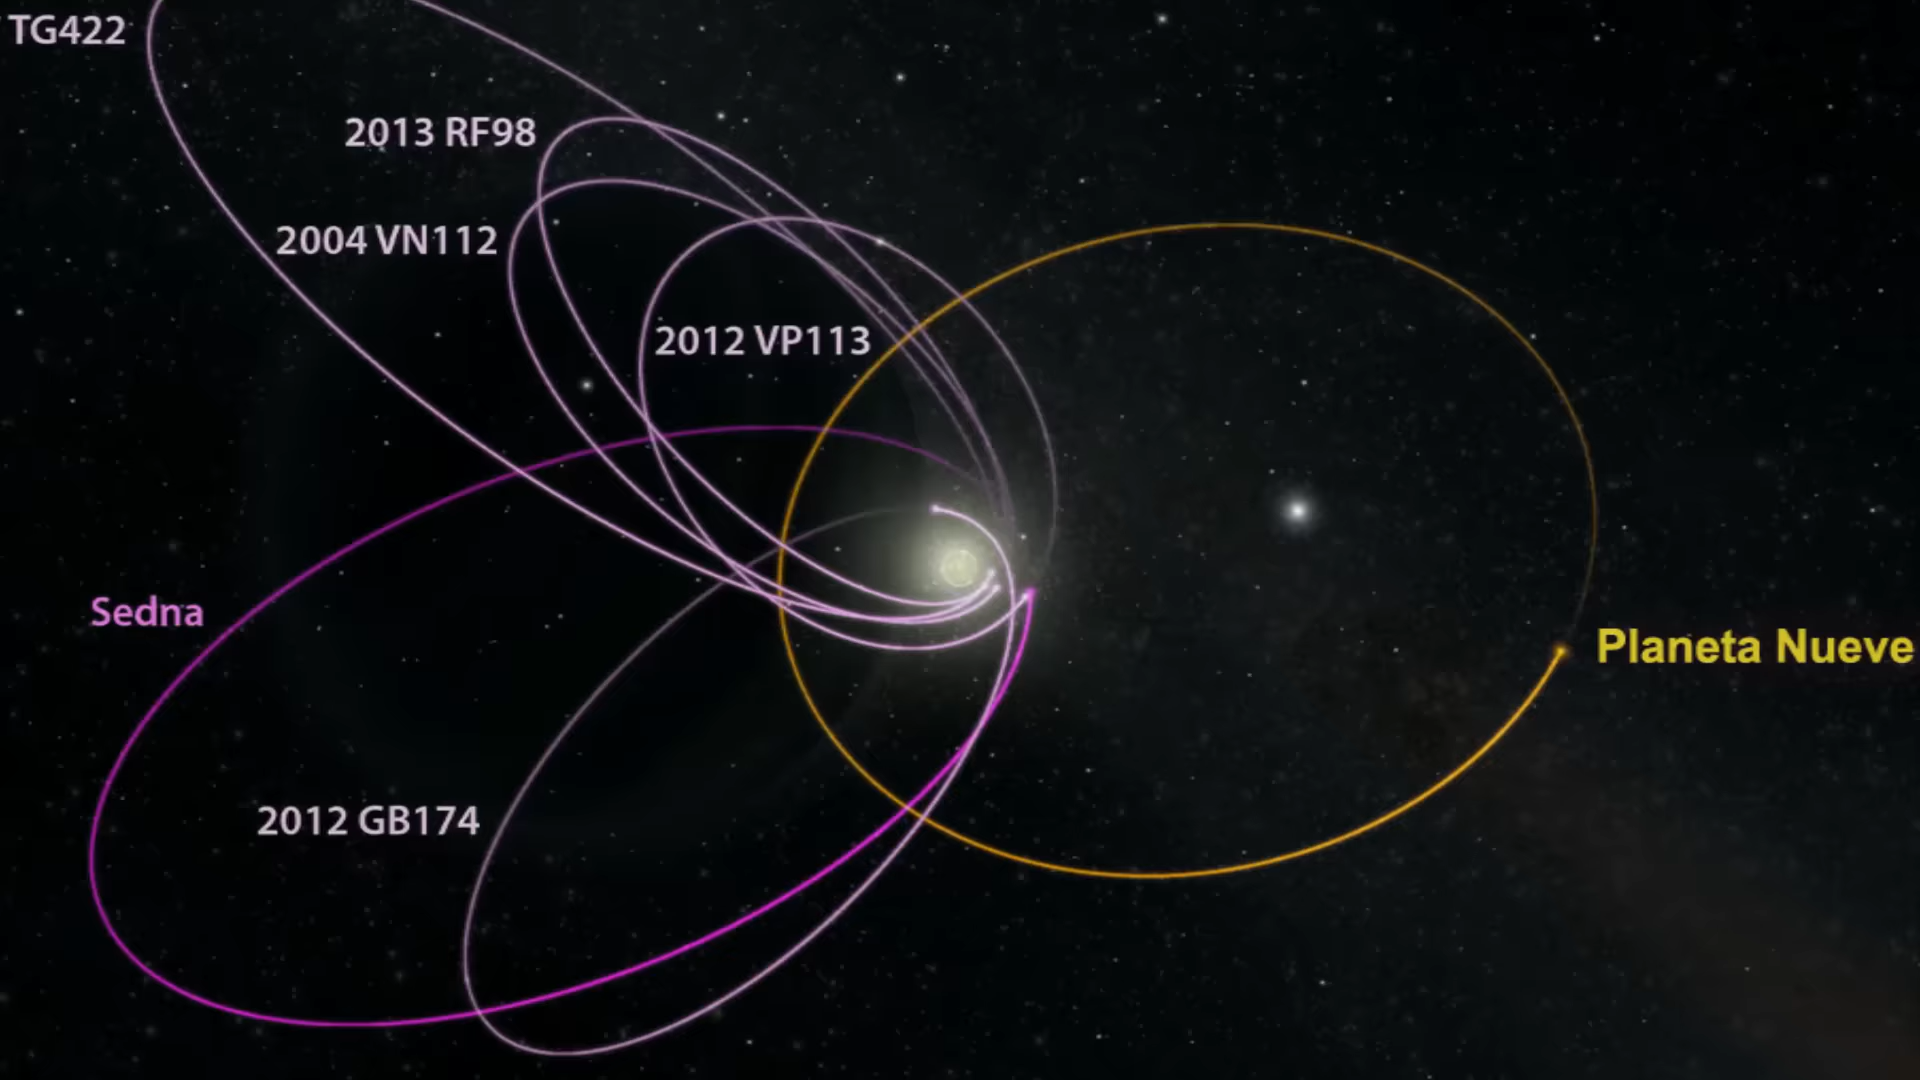 TG422
2013 RF98
2004 VN112
2012 VP113
Sedna
Planeta Nueve
2012 GB174